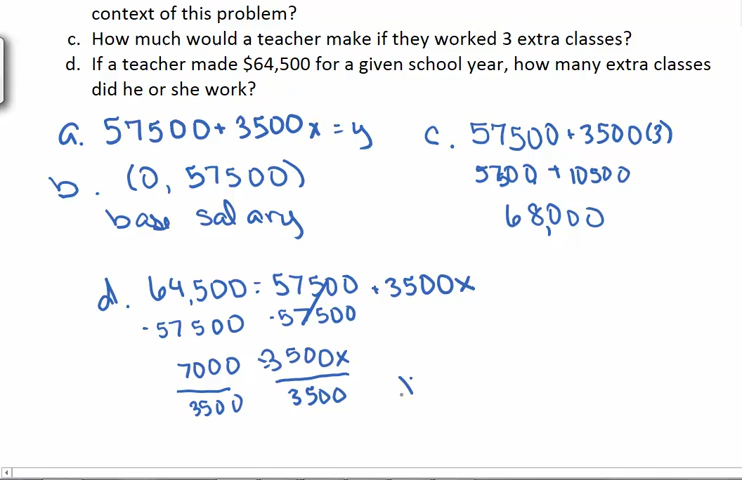 context of this problem?
c. How much would a teacher make if they worked 3 extra classes?
d. If a teacher made $64,500 for a given school year, how many extra classes
did he or she work?
a. 57500 + 3500x = y
b. (0, 57500)
base salary
c. 57500 + 3500(3)
57500 + 10500
68,000
d. 64,500 = 57500 + 3500x
-57500 -57500
7000 = 3500x
3500 3500
x